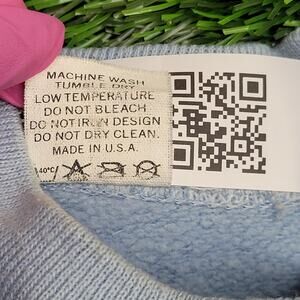 MACHINE WASH
TUMBLE DRY
LOW TEMPERATURE
DO NOT BLEACH.
DO NOT IRON DESIGN
DO NOT DRY CLEAN.
MADE IN U.S.A.
40°C